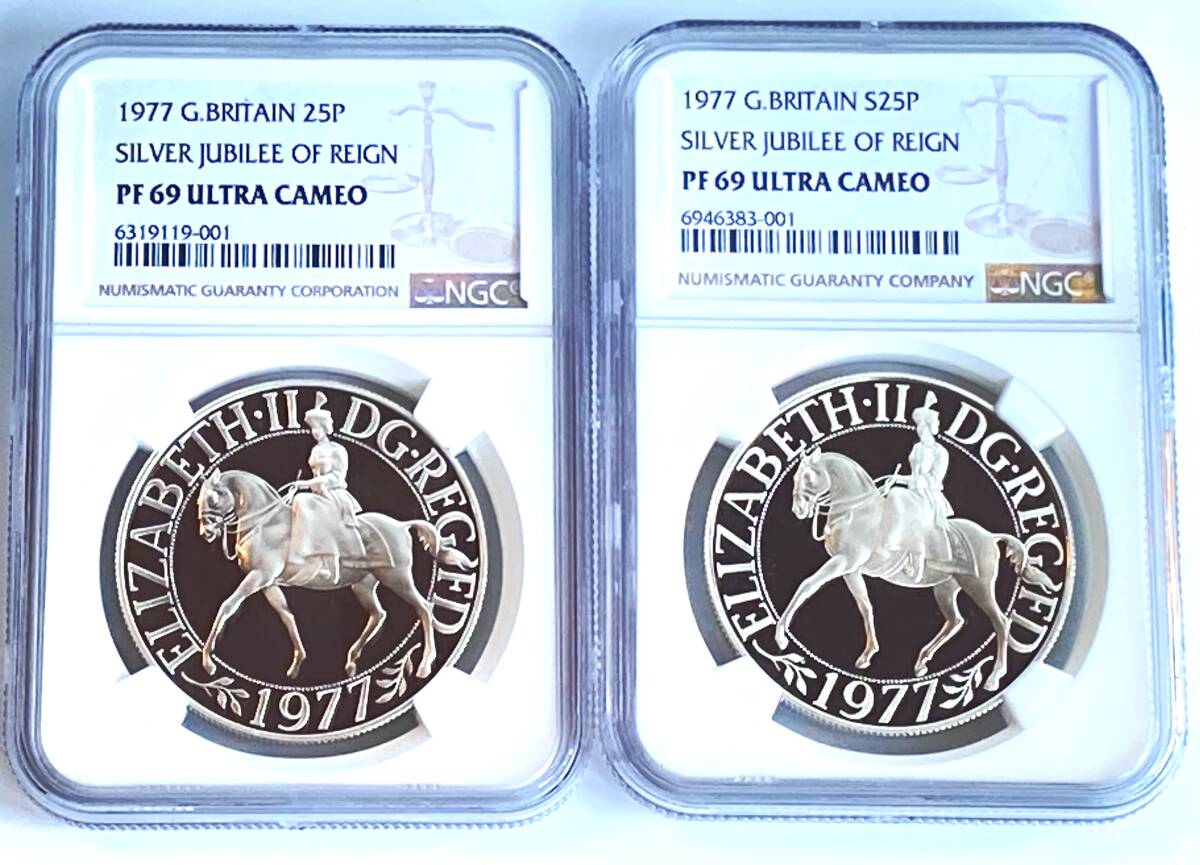 1977 G.BRITAIN 25P
SILVER JUBILEE OF REIGN
PF 69 ULTRA CAMEO
6319119-001
NUMISMATIC GUARANTY CORPORATION
NGC
ELIZABETH·II DG·REG FD
1977
1977 G.BRITAIN S25P
SILVER JUBILEE OF REIGN
PF 69 ULTRA CAMEO
6946383-001
NUMISMATIC GUARANTY COMPANY
NGC
ELIZABETH·II DG·REG FD
1977